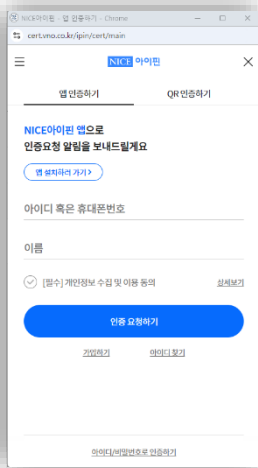 NICE아이핀 - 앱 인증하기 - Chrome
cert.vno.co.kr/ipin/cert/main
NICE 아이핀
앱 인증하기
QR 인증하기
NICE아이핀 앱으로
인증요청 알림을 보내드릴게요
앱 설치하러 가기 >
아이디 혹은 휴대폰번호
이름
[필수] 개인정보 수집 및 이용 동의 상세보기
인증 요청하기
가입하기 아이디 찾기
아이디/비밀번호로 인증하기